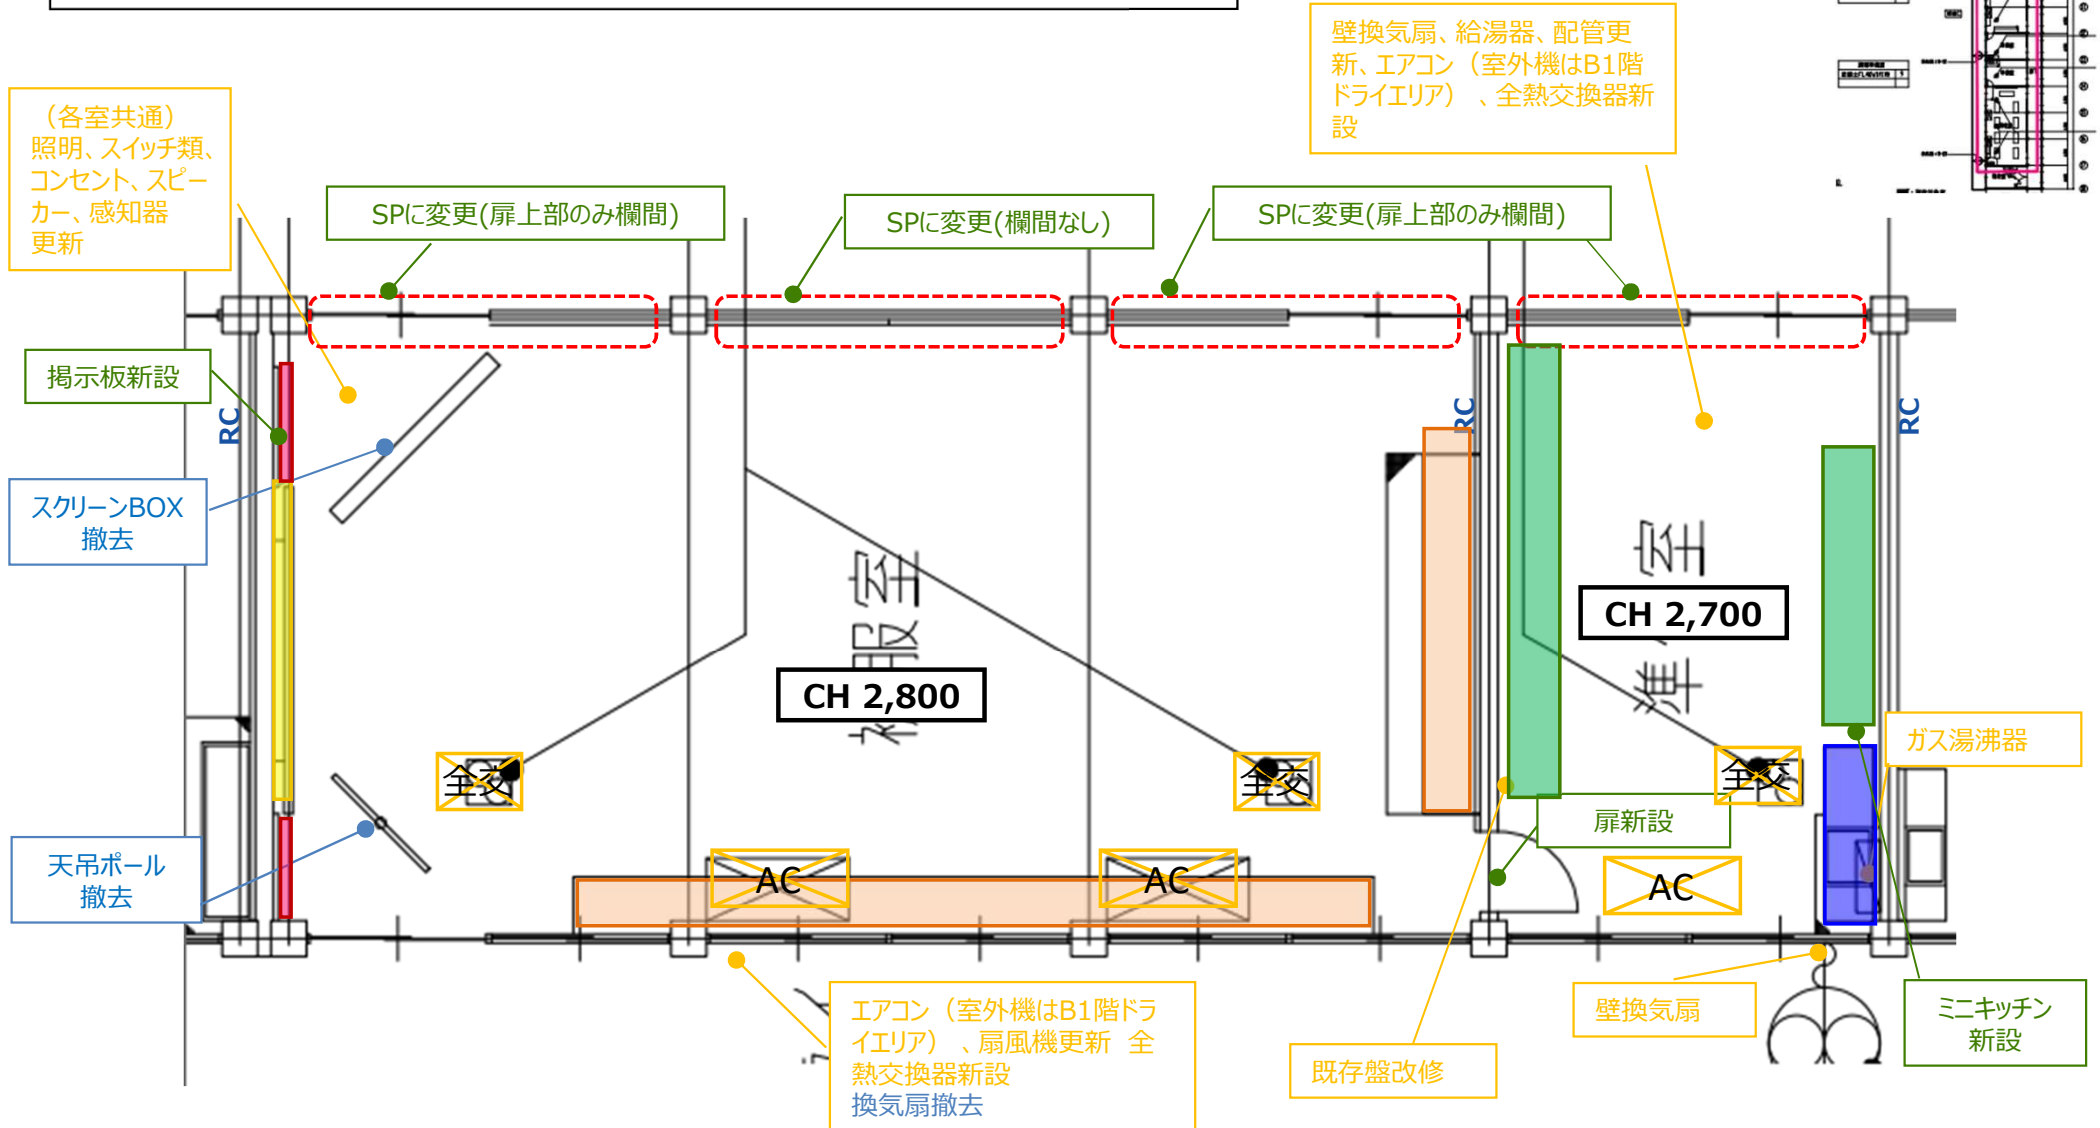 壁換気扇、給湯器、配管更
新、エアコン（室外機はB1階
ドライエリア）、全熱交換器新
設
（各室共通）
照明、スイッチ類、
コンセント、スピー
カー、感知器
更新
SPに変更(扉上部のみ欄間)
SPに変更(欄間なし)
SPに変更(扉上部のみ欄間)
掲示板新設
RC
RC
RC
スクリーンBOX
撤去
服室
準 室
CH 2,700
CH 2,800
ガス湯沸器
全交
全交
全交
扉新設
天吊ポール
撤去
AC
AC
AC
エアコン（室外機はB1階ドラ
イエリア）、扇風機更新 全
熱交換器新設
換気扇撤去
既存盤改修
壁換気扇
ミニキッチン
新設